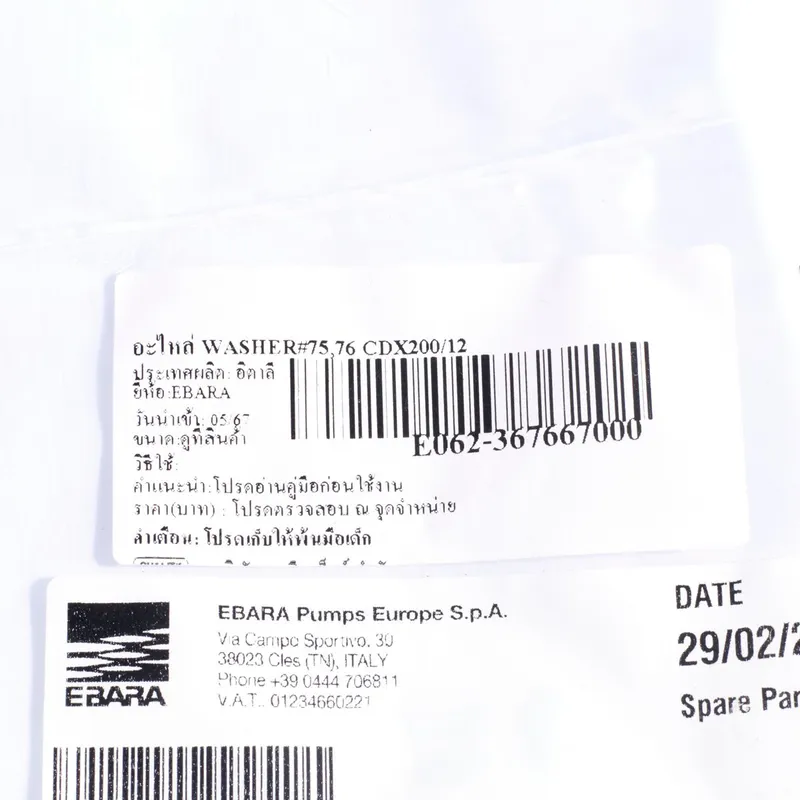 อะไหล่ WASHER#75,76 CDX200/12
ประเทศผลิต: อิตาลี
ยี่ห้อ:EBARA
วันนำเข้า: 05/67
ขนาด:ดูที่สินค้า
วิธีใช้:
คำแนะนำ:โปรดอ่านคู่มือก่อนใช้งาน
ราคา(บาท) : โปรดตรวจสอบ ณ จุดจำหน่าย
คำเตือน: โปรดเก็บให้พ้นมือเด็ก
E062-367667000
EBARA
EBARA Pumps Europe S.p.A.
Via Campo Sportivo, 30
38023 Cles (TN), ITALY
Phone +39 0444 706811
V.A.T.. 01234660221
DATE
29/02/2
Spare Par